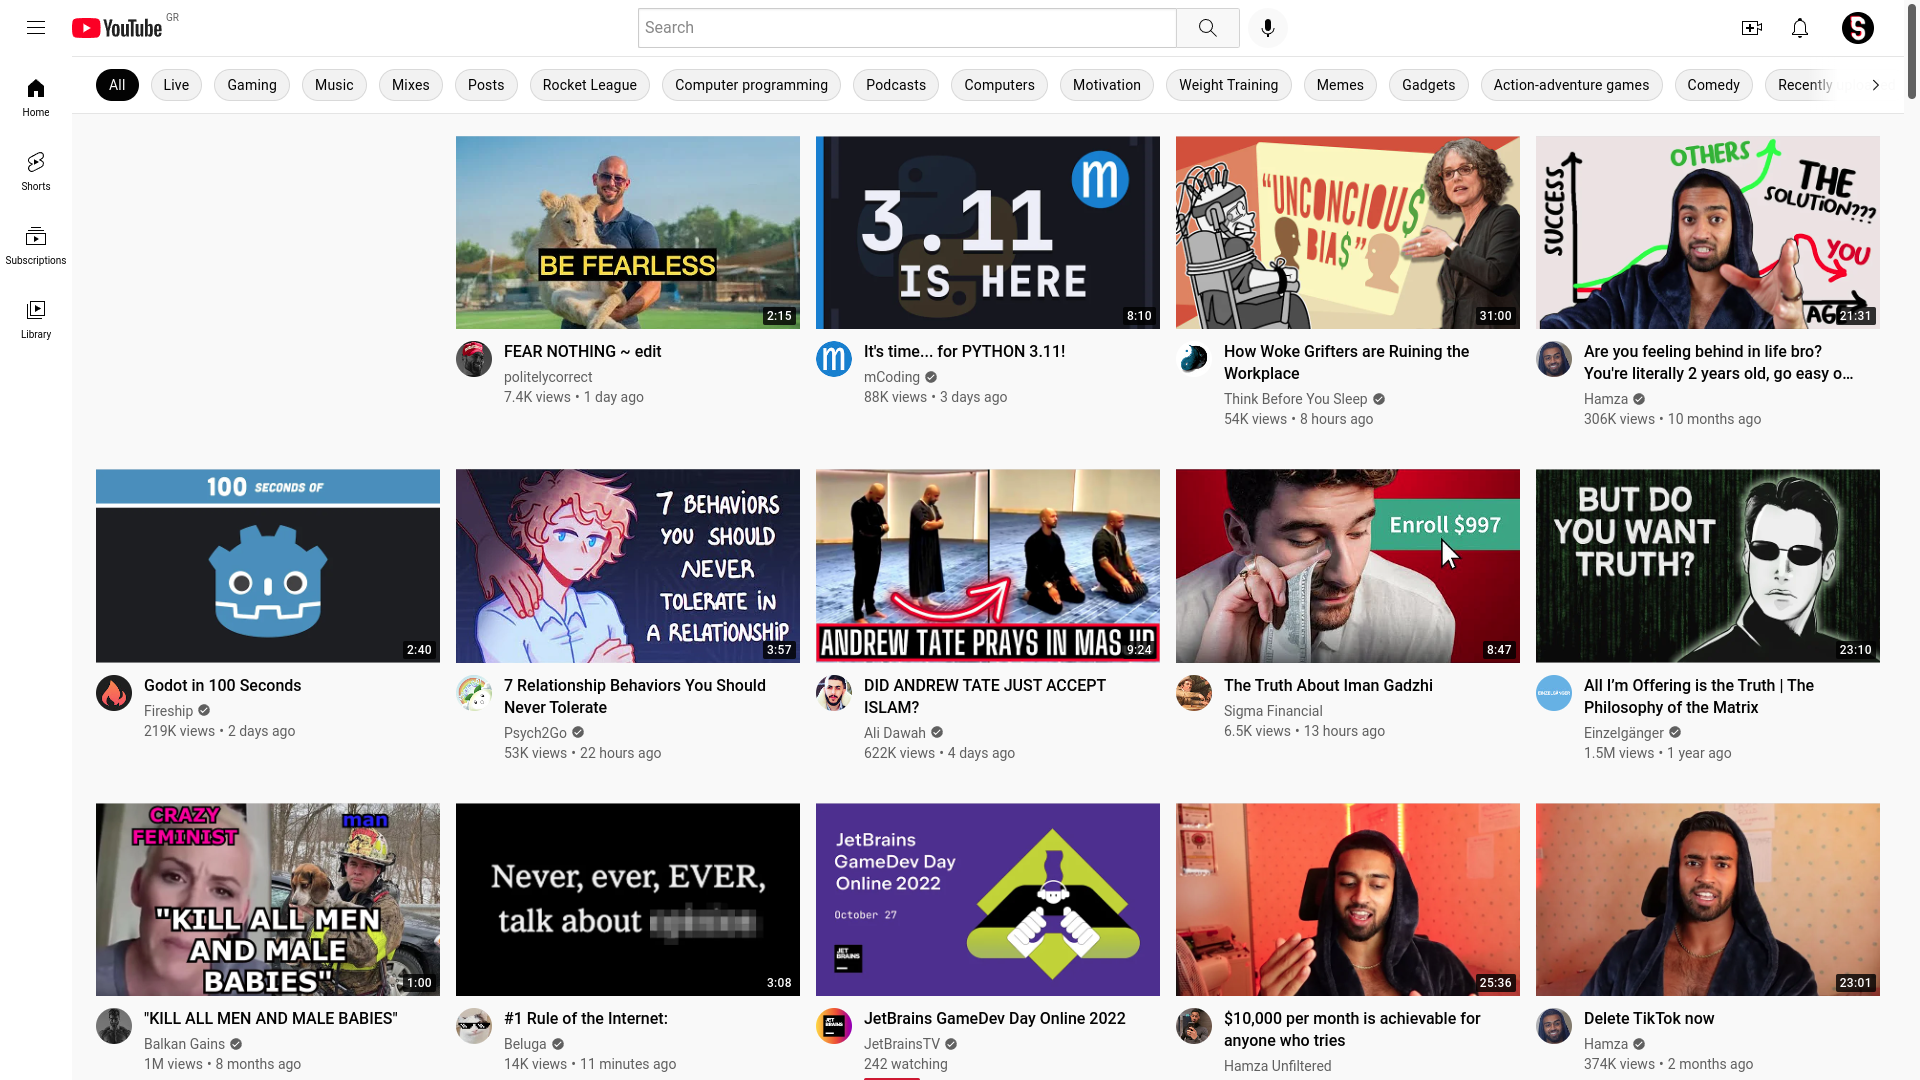 YouTube GR
Search
Home
Shorts
Subscriptions
Library
All Live Gaming Music Mixes Posts Rocket League Computer programming Podcasts Computers Motivation Weight Training Memes Gadgets Action-adventure games Comedy Recently
BE FEARLESS
2:15
FEAR NOTHING ~ edit
politelycorrect
7.4K views • 1 day ago
3.11
IS HERE
m
8:10
m
It's time... for PYTHON 3.11!
mCoding
88K views • 3 days ago
"UNCONCIOU$
BIA$"
31:00
How Woke Grifters are Ruining the
Workplace
Think Before You Sleep
54K views • 8 hours ago
SUCCESS
OTHERS
THE
SOLUTION???
YOU
AG
21:31
Are you feeling behind in life bro?
You're literally 2 years old, go easy o...
Hamza
306K views • 10 months ago
100 SECONDS OF
2:40
Godot in 100 Seconds
Fireship
219K views • 2 days ago
7 BEHAVIORS
YOU SHOULD
NEVER
TOLERATE IN
A RELATIONSHIP
3:57
7 Relationship Behaviors You Should
Never Tolerate
Psych2Go
53K views • 22 hours ago
ANDREW TATE PRAYS IN MAS
9:24
DID ANDREW TATE JUST ACCEPT
ISLAM?
Ali Dawah
622K views • 4 days ago
Enroll $997
8:47
The Truth About Iman Gadzhi
Sigma Financial
6.5K views • 13 hours ago
BUT DO
YOU WANT
TRUTH?
23:10
EINZELGÄNGER
All I'm Offering is the Truth | The
Philosophy of the Matrix
Einzelgänger
1.5M views • 1 year ago
CRAZY
FEMINIST
man
"KILL ALL MEN
AND MALE
BABIES"
1:00
"KILL ALL MEN AND MALE BABIES"
Balkan Gains
1M views • 8 months ago
Never, ever, EVER,
talk about
3:08
#1 Rule of the Internet:
Beluga
14K views • 11 minutes ago
JetBrains
GameDev Day
Online 2022
October 27
JET
BRAINS
JET
BRAINS
JetBrains GameDev Day Online 2022
JetBrainsTV
242 watching
25:36
$10,000 per month is achievable for
anyone who tries
Hamza Unfiltered
23:01
Delete TikTok now
Hamza
374K views • 2 months ago